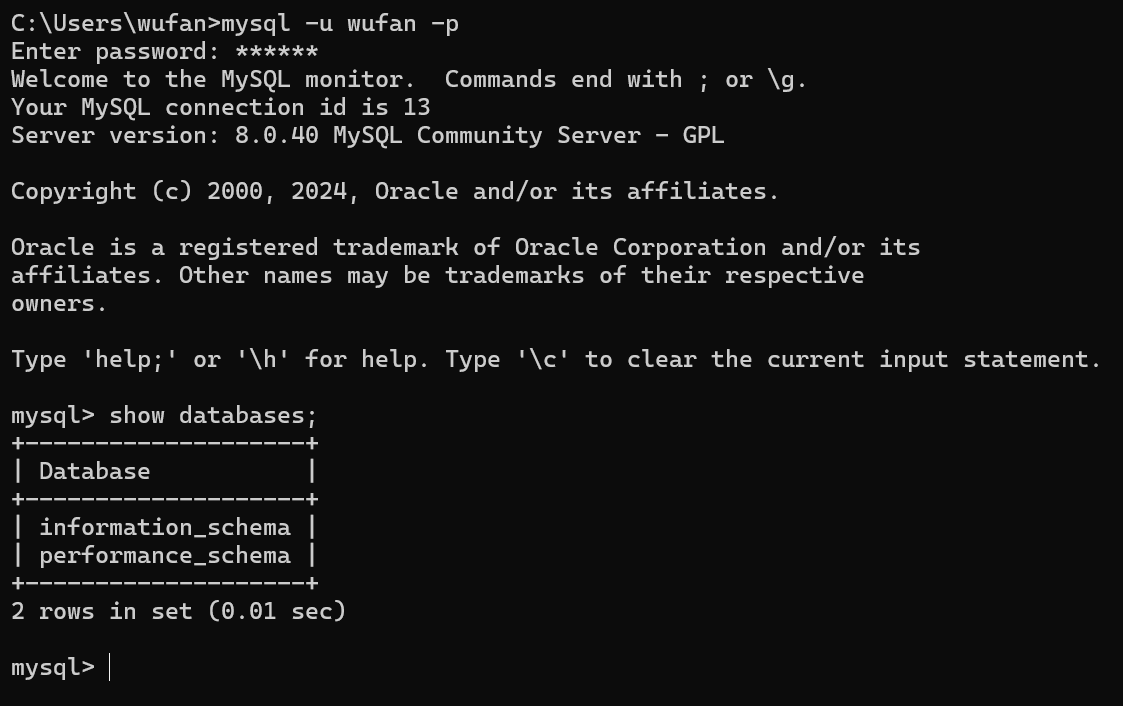 C:\Users\wufan>mysql -u wufan -p
Enter password: ******
Welcome to the MySQL monitor.  Commands end with ; or \g.
Your MySQL connection id is 13
Server version: 8.0.40 MySQL Community Server - GPL

Copyright (c) 2000, 2024, Oracle and/or its affiliates.

Oracle is a registered trademark of Oracle Corporation and/or its
affiliates. Other names may be trademarks of their respective
owners.

Type 'help;' or '\h' for help. Type '\c' to clear the current input statement.

mysql> show databases;
+--------------------+
| Database           |
+--------------------+
| information_schema |
| performance_schema |
+--------------------+
2 rows in set (0.01 sec)

mysql>